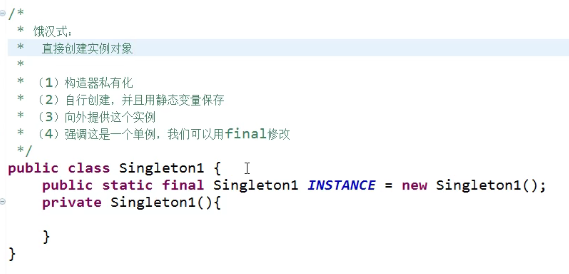 /*
 * 饿汉式：
 *  直接创建实例对象
 *
 * （1）构造器私有化
 * （2）自行创建，并且用静态变量保存
 * （3）向外提供这个实例
 * （4）强调这是一个单例，我们可以用final修改
 */
public class Singleton1 {
    public static final Singleton1 INSTANCE = new Singleton1();
    private Singleton1(){

    }
}